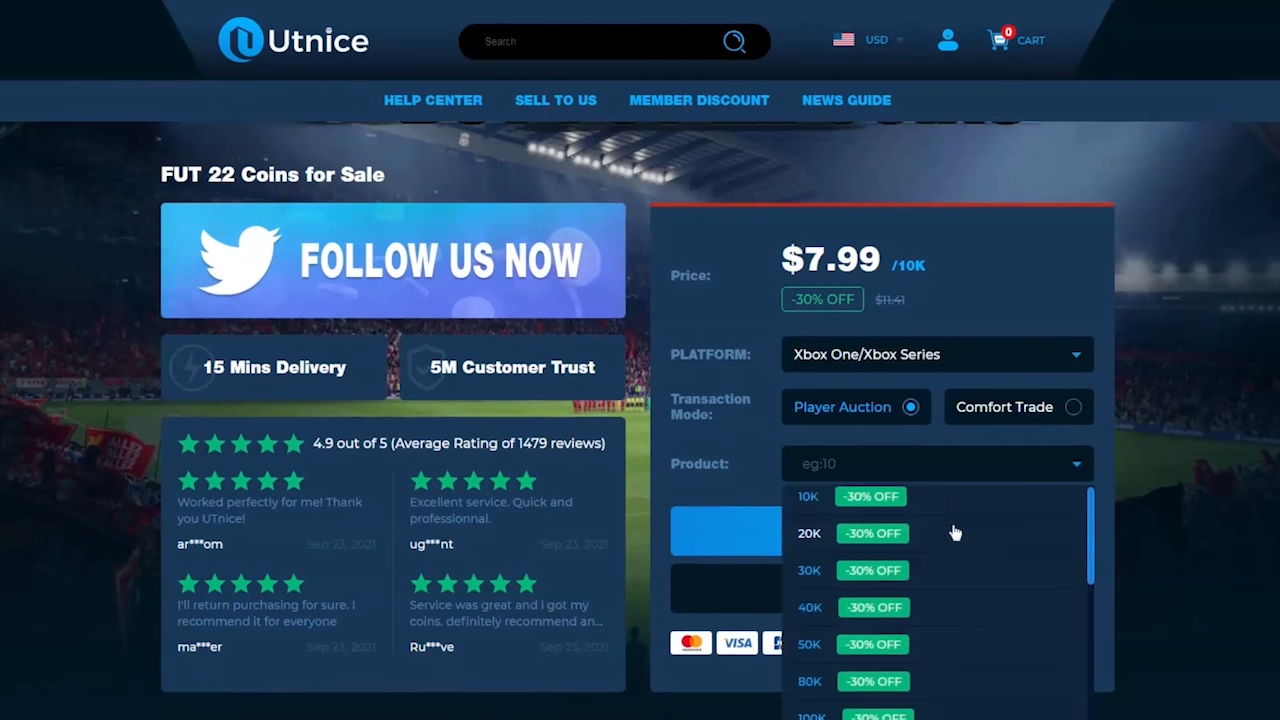 Utnice
Search
USD
0
CART
HELP CENTER
SELL TO US
MEMBER DISCOUNT
NEWS GUIDE
FUT 22 Coins for Sale
FOLLOW US NOW
15 Mins Delivery
5M Customer Trust
4.9 out of 5 (Average Rating of 1479 reviews)
Worked perfectly for me! Thank
you UTnice!
ar***om
Sep 23, 2021
Excellent service. Quick and
professionnal.
ug***nt
Sep 23, 2021
I'll return purchasing for sure. I
recommend it for everyone
ma***er
Sep 23, 2021
Service was great and i got my
coins. definitely recommend an...
Ru***ve
Sep 23, 2021
Price:
$7.99 /10K
-30% OFF
$11.41
PLATFORM:
Xbox One/Xbox Series
Transaction
Mode:
Player Auction
Comfort Trade
Product:
eg:10
10K -30% OFF
20K -30% OFF
30K -30% OFF
40K -30% OFF
50K -30% OFF
80K -30% OFF
100K -30% OFF
VISA